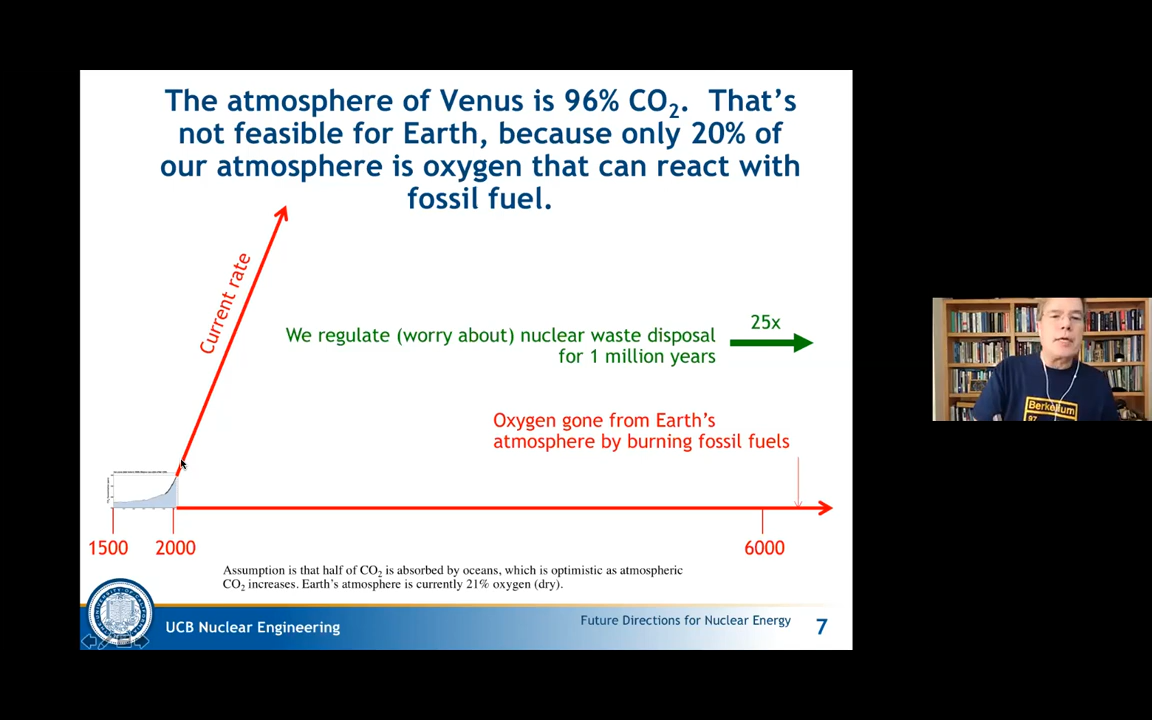 The atmosphere of Venus is 96% CO₂. That's
not feasible for Earth, because only 20% of
our atmosphere is oxygen that can react with
fossil fuel.
Current rate
25x
We regulate (worry about) nuclear waste disposal
for 1 million years
Oxygen gone from Earth's
atmosphere by burning fossil fuels
1500
2000
6000
Assumption is that half of CO₂ is absorbed by oceans, which is optimistic as atmospheric
CO₂ increases. Earth's atmosphere is currently 21% oxygen (dry).
UCB Nuclear Engineering
Future Directions for Nuclear Energy
7
Berkelium
97